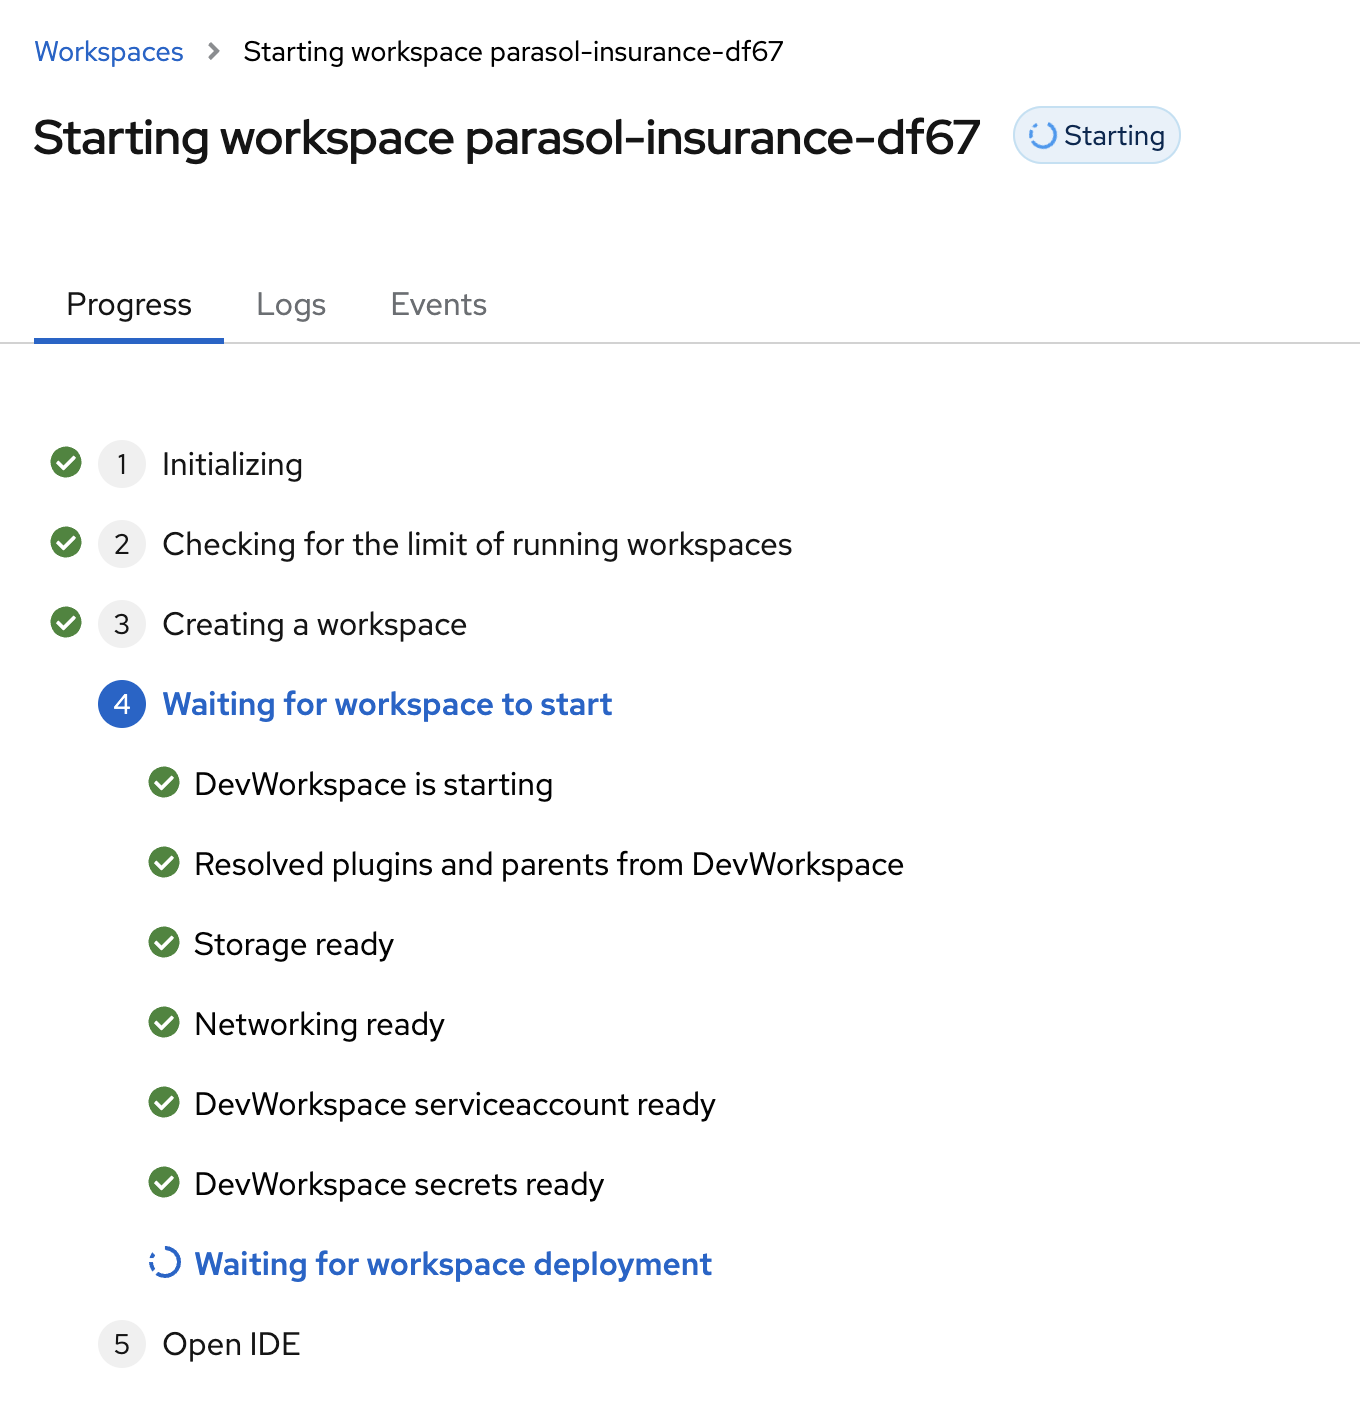 Workspaces > Starting workspace parasol-insurance-df67
Starting workspace parasol-insurance-df67 Starting
Progress Logs Events
1 Initializing
2 Checking for the limit of running workspaces
3 Creating a workspace
4 Waiting for workspace to start
DevWorkspace is starting
Resolved plugins and parents from DevWorkspace
Storage ready
Networking ready
DevWorkspace serviceaccount ready
DevWorkspace secrets ready
Waiting for workspace deployment
5 Open IDE